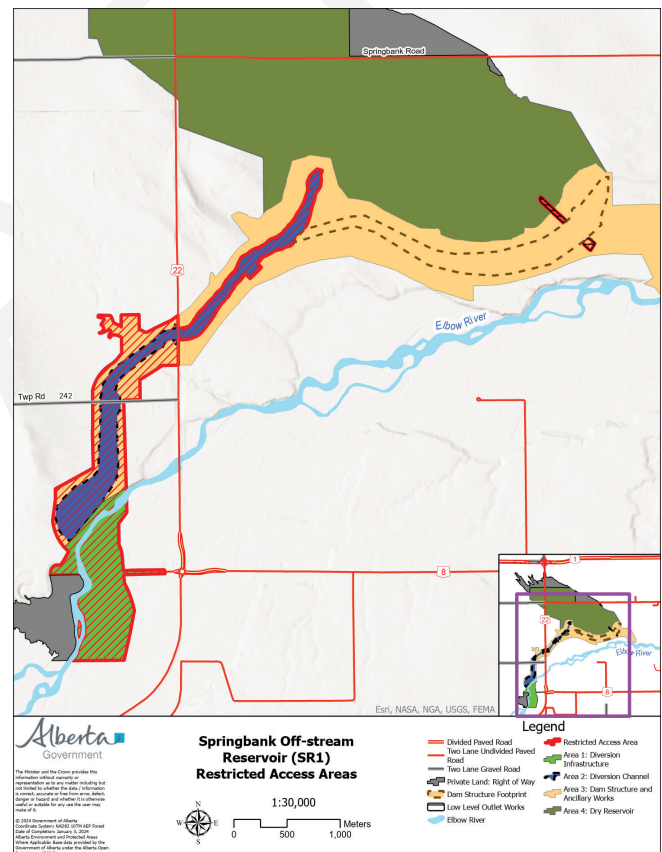 Springbank Road
22
Elbow River
Twp Rd 242
8
Esri, NASA, NGA, USGS, FEMA
1
22
Elbow River
8
Alberta
Government
The Minister and the Crown provides this
information without warranty or
representation as to any matter including but
not limited to whether the data / information
is correct, accurate or free from error, defect,
danger or hazard and whether it is otherwise
useful or suitable for any use the user may
make of it.
© 2024 Government of Alberta
Coordinate System: NAD83 10TM AEP Forest
Date of Completion: January 3, 2024
Alberta Environment and Protected Areas
Where Applicable: Base data provided by the
Government of Alberta under the Alberta Open
Springbank Off-stream
Reservoir (SR1)
Restricted Access Areas
1:30,000
N
W
E
S
Meters
0 500 1,000
Legend
Divided Paved Road
Two Lane Undivided Paved
Road
Two Lane Gravel Road
Private Land: Right of Way
Dam Structure Footprint
Low Level Outlet Works
Elbow River
Restricted Access Area
Area 1: Diversion
Infrastructure
Area 2: Diversion Channel
Area 3: Dam Structure and
Ancillary Works
Area 4: Dry Reservoir